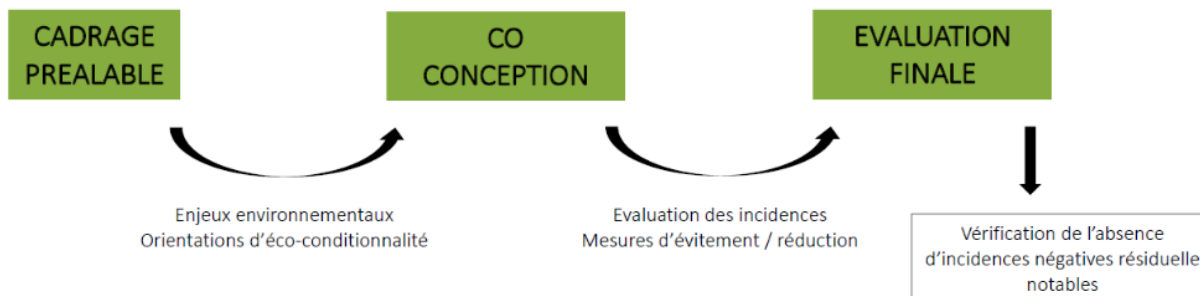 CADRAGE
PREALABLE
CO
CONCEPTION
EVALUATION
FINALE
Enjeux environnementaux
Orientations d'éco-conditionnalité
Evaluation des incidences
Mesures d'évitement / réduction
Vérification de l'absence
d'incidences négatives résiduelle
notables